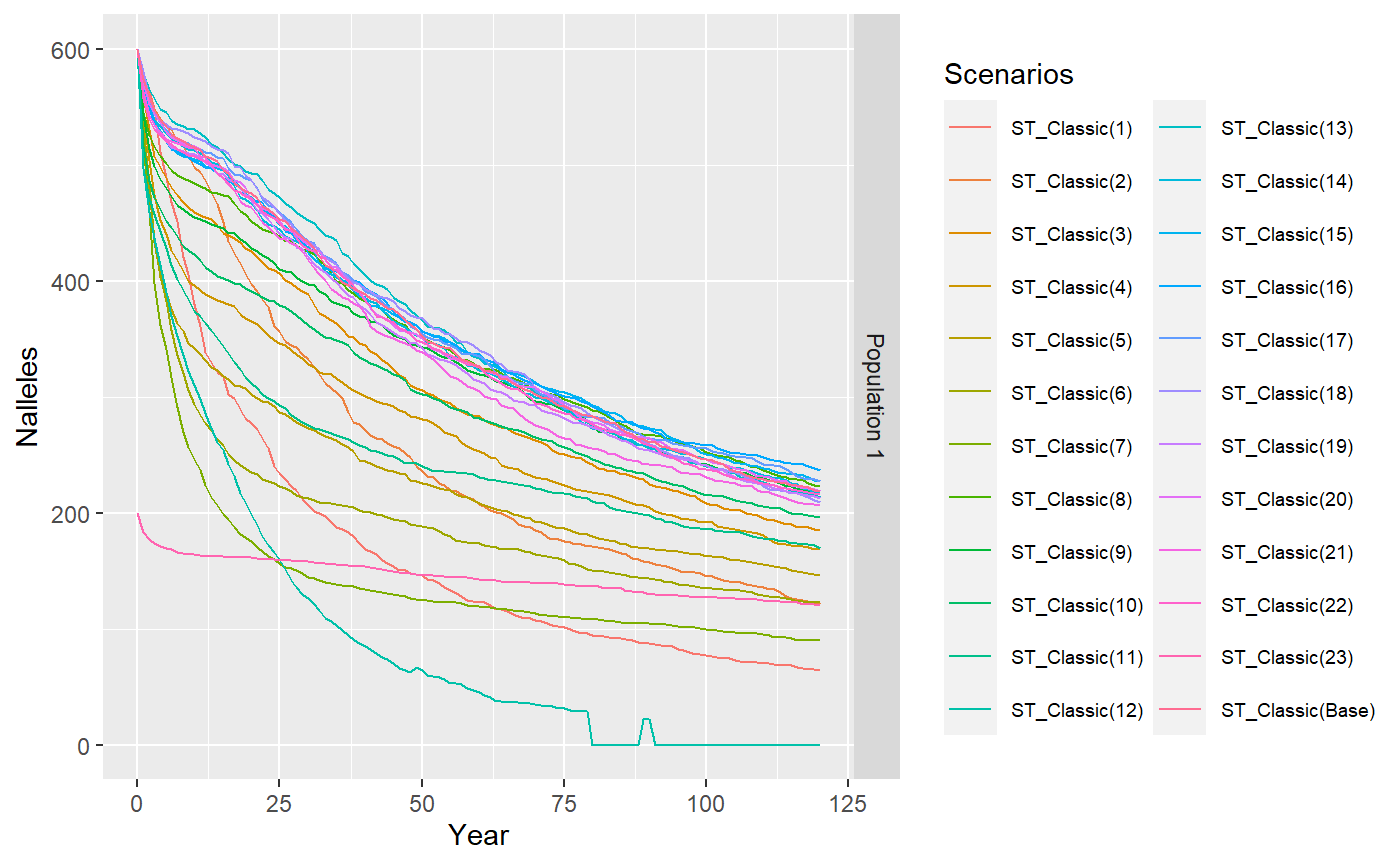 Nalleles
600
400
200
0
0 25 50 75 100 125
Year
Population 1
Scenarios
ST_Classic(1)
ST_Classic(2)
ST_Classic(3)
ST_Classic(4)
ST_Classic(5)
ST_Classic(6)
ST_Classic(7)
ST_Classic(8)
ST_Classic(9)
ST_Classic(10)
ST_Classic(11)
ST_Classic(12)
ST_Classic(13)
ST_Classic(14)
ST_Classic(15)
ST_Classic(16)
ST_Classic(17)
ST_Classic(18)
ST_Classic(19)
ST_Classic(20)
ST_Classic(21)
ST_Classic(22)
ST_Classic(23)
ST_Classic(Base)